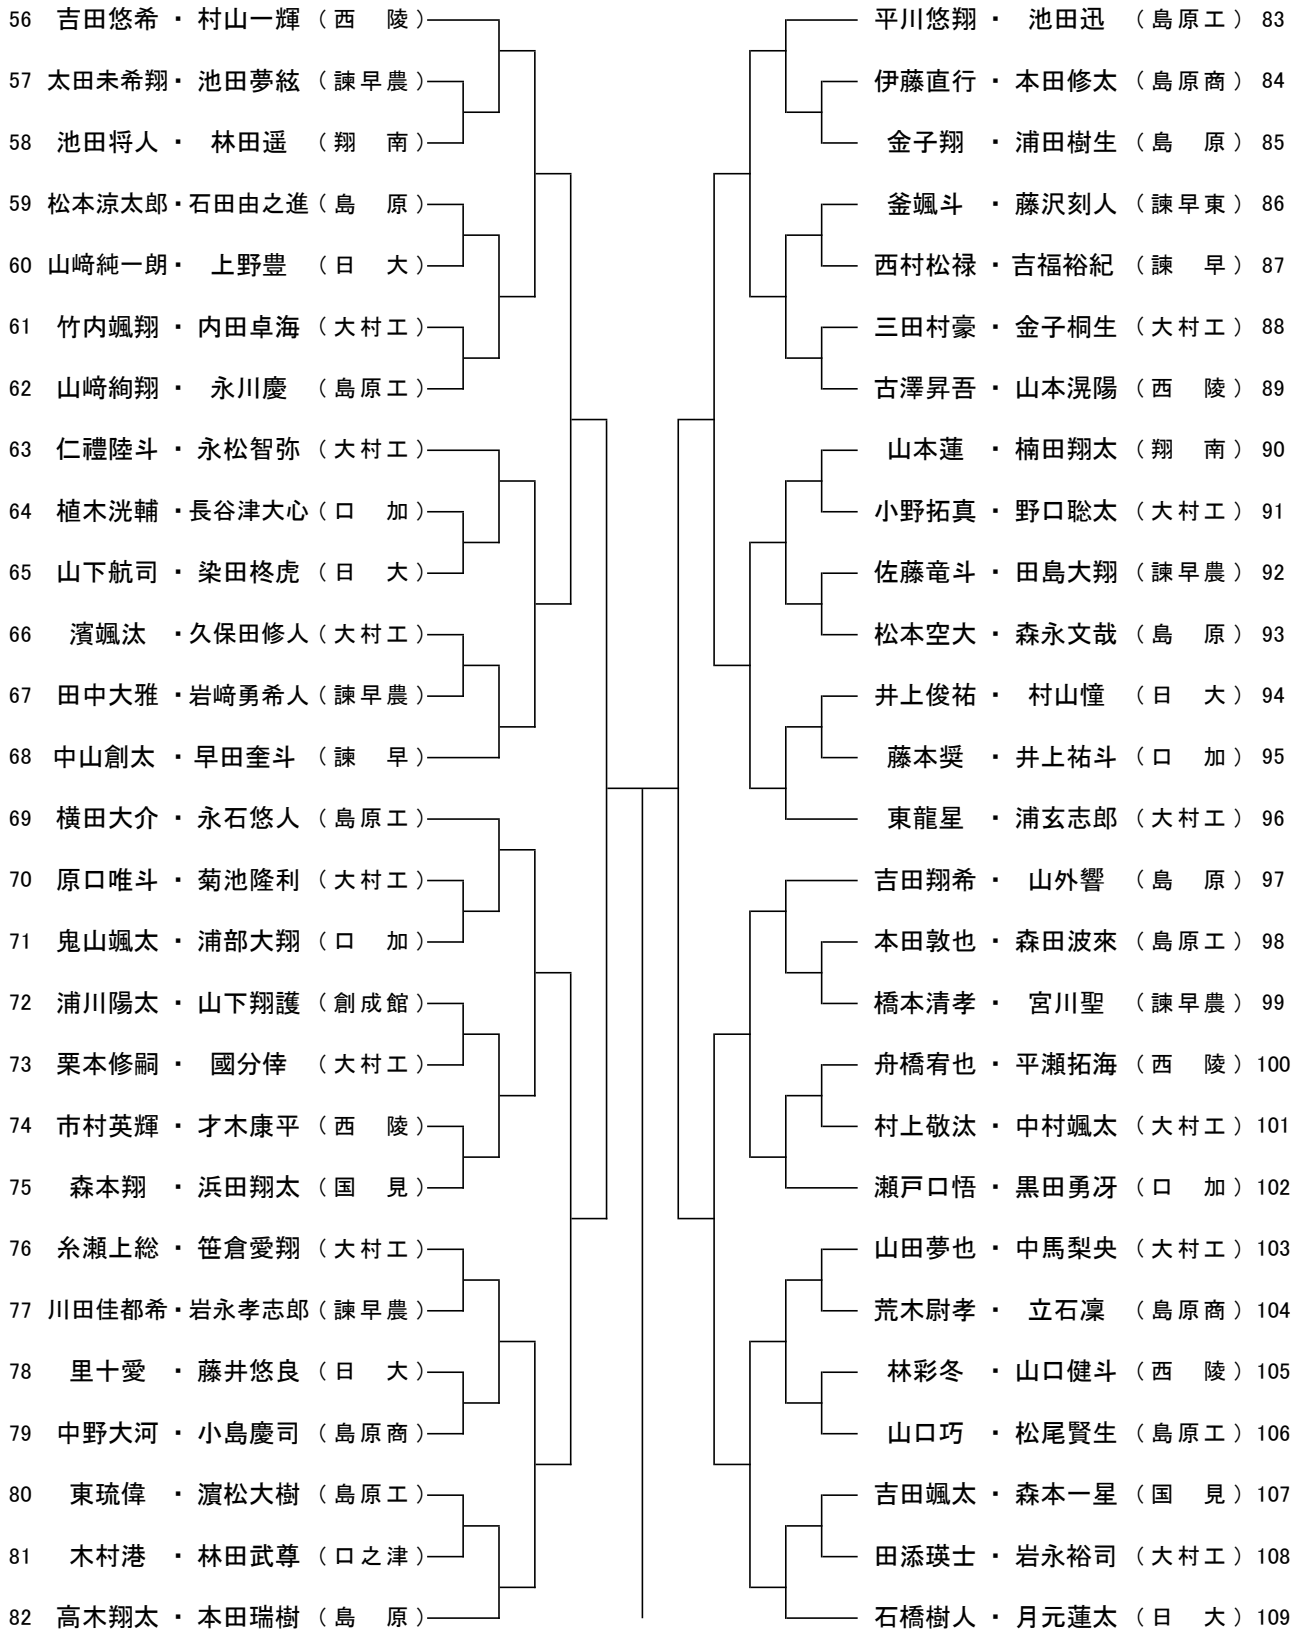 56 吉田悠希・村山一輝（西　陵）
57 太田未希翔・池田夢絃（諫早農）
58 池田将人・林田遥（翔　南）
59 松本涼太郎・石田由之進（島　原）
60 山﨑純一朗・上野豊（日　大）
61 竹内颯翔・内田卓海（大村工）
62 山﨑絢翔・永川慶（島原工）
63 仁禮陸斗・永松智弥（大村工）
64 植木洸輔・長谷津大心（口　加）
65 山下航司・染田柊虎（日　大）
66 濱颯汰・久保田修人（大村工）
67 田中大雅・岩﨑勇希人（諫早農）
68 中山創太・早田奎斗（諫　早）
69 横田大介・永石悠人（島原工）
70 原口唯斗・菊池隆利（大村工）
71 鬼山颯太・浦部大翔（口　加）
72 浦川陽太・山下翔護（創成館）
73 栗本修嗣・國分倖（大村工）
74 市村英輝・才木康平（西　陵）
75 森本翔・浜田翔太（国　見）
76 糸瀬上総・笹倉愛翔（大村工）
77 川田佳都希・岩永孝志郎（諫早農）
78 里十愛・藤井悠良（日　大）
79 中野大河・小島慶司（島原商）
80 東琉偉・濵松大樹（島原工）
81 木村港・林田武尊（口之津）
82 高木翔太・本田瑞樹（島　原）
平川悠翔・池田迅（島原工）83
伊藤直行・本田修太（島原商）84
金子翔・浦田樹生（島　原）85
釜颯斗・藤沢刻人（諫早東）86
西村松禄・吉福裕紀（諫　早）87
三田村豪・金子桐生（大村工）88
古澤昇吾・山本滉陽（西　陵）89
山本蓮・楠田翔太（翔　南）90
小野拓真・野口聡太（大村工）91
佐藤竜斗・田島大翔（諫早農）92
松本空大・森永文哉（島　原）93
井上俊祐・村山憧（日　大）94
藤本奨・井上祐斗（口　加）95
東龍星・浦玄志郎（大村工）96
吉田翔希・山外響（島　原）97
本田敦也・森田波來（島原工）98
橋本清孝・宮川聖（諫早農）99
舟橋宥也・平瀬拓海（西　陵）100
村上敬汰・中村颯太（大村工）101
瀬戸口悟・黒田勇冴（口　加）102
山田夢也・中馬梨央（大村工）103
荒木尉孝・立石凜（島原商）104
林彩冬・山口健斗（西　陵）105
山口巧・松尾賢生（島原工）106
吉田颯太・森本一星（国　見）107
田添瑛士・岩永裕司（大村工）108
石橋樹人・月元蓮太（日　大）109